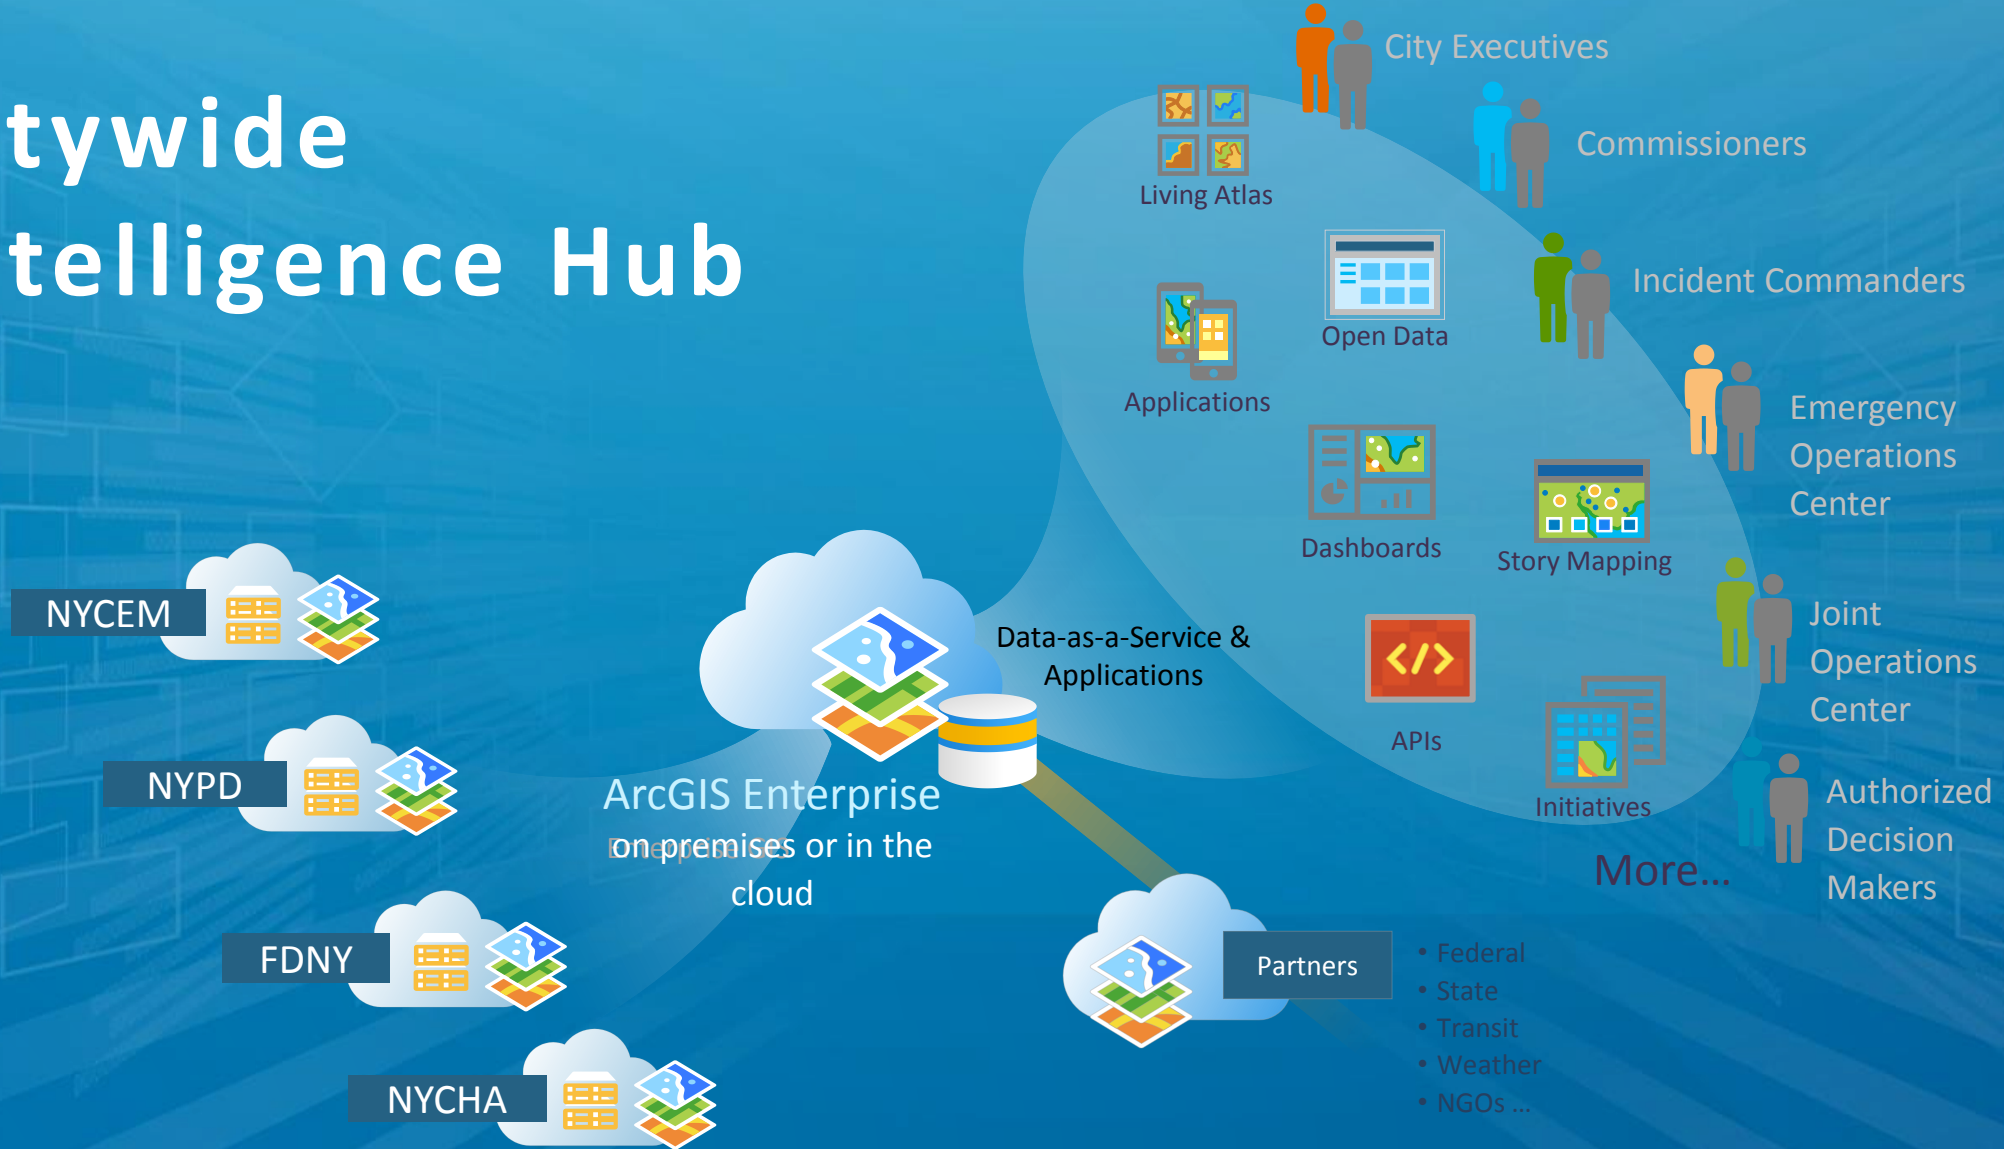 tywide
telligence Hub
City Executives
Commissioners
Living Atlas
Incident Commanders
Open Data
Applications
Emergency
Operations
Center
Dashboards
Story Mapping
NYCEM
Data-as-a-Service &
Applications
Joint
Operations
Center
APIs
NYPD
ArcGIS Enterprise
on premises or in the
cloud
Enterprise GIS
Initiatives
Authorized
Decision
Makers
More...
FDNY
Partners
• Federal
• State
• Transit
• Weather
• NGOs ...
NYCHA